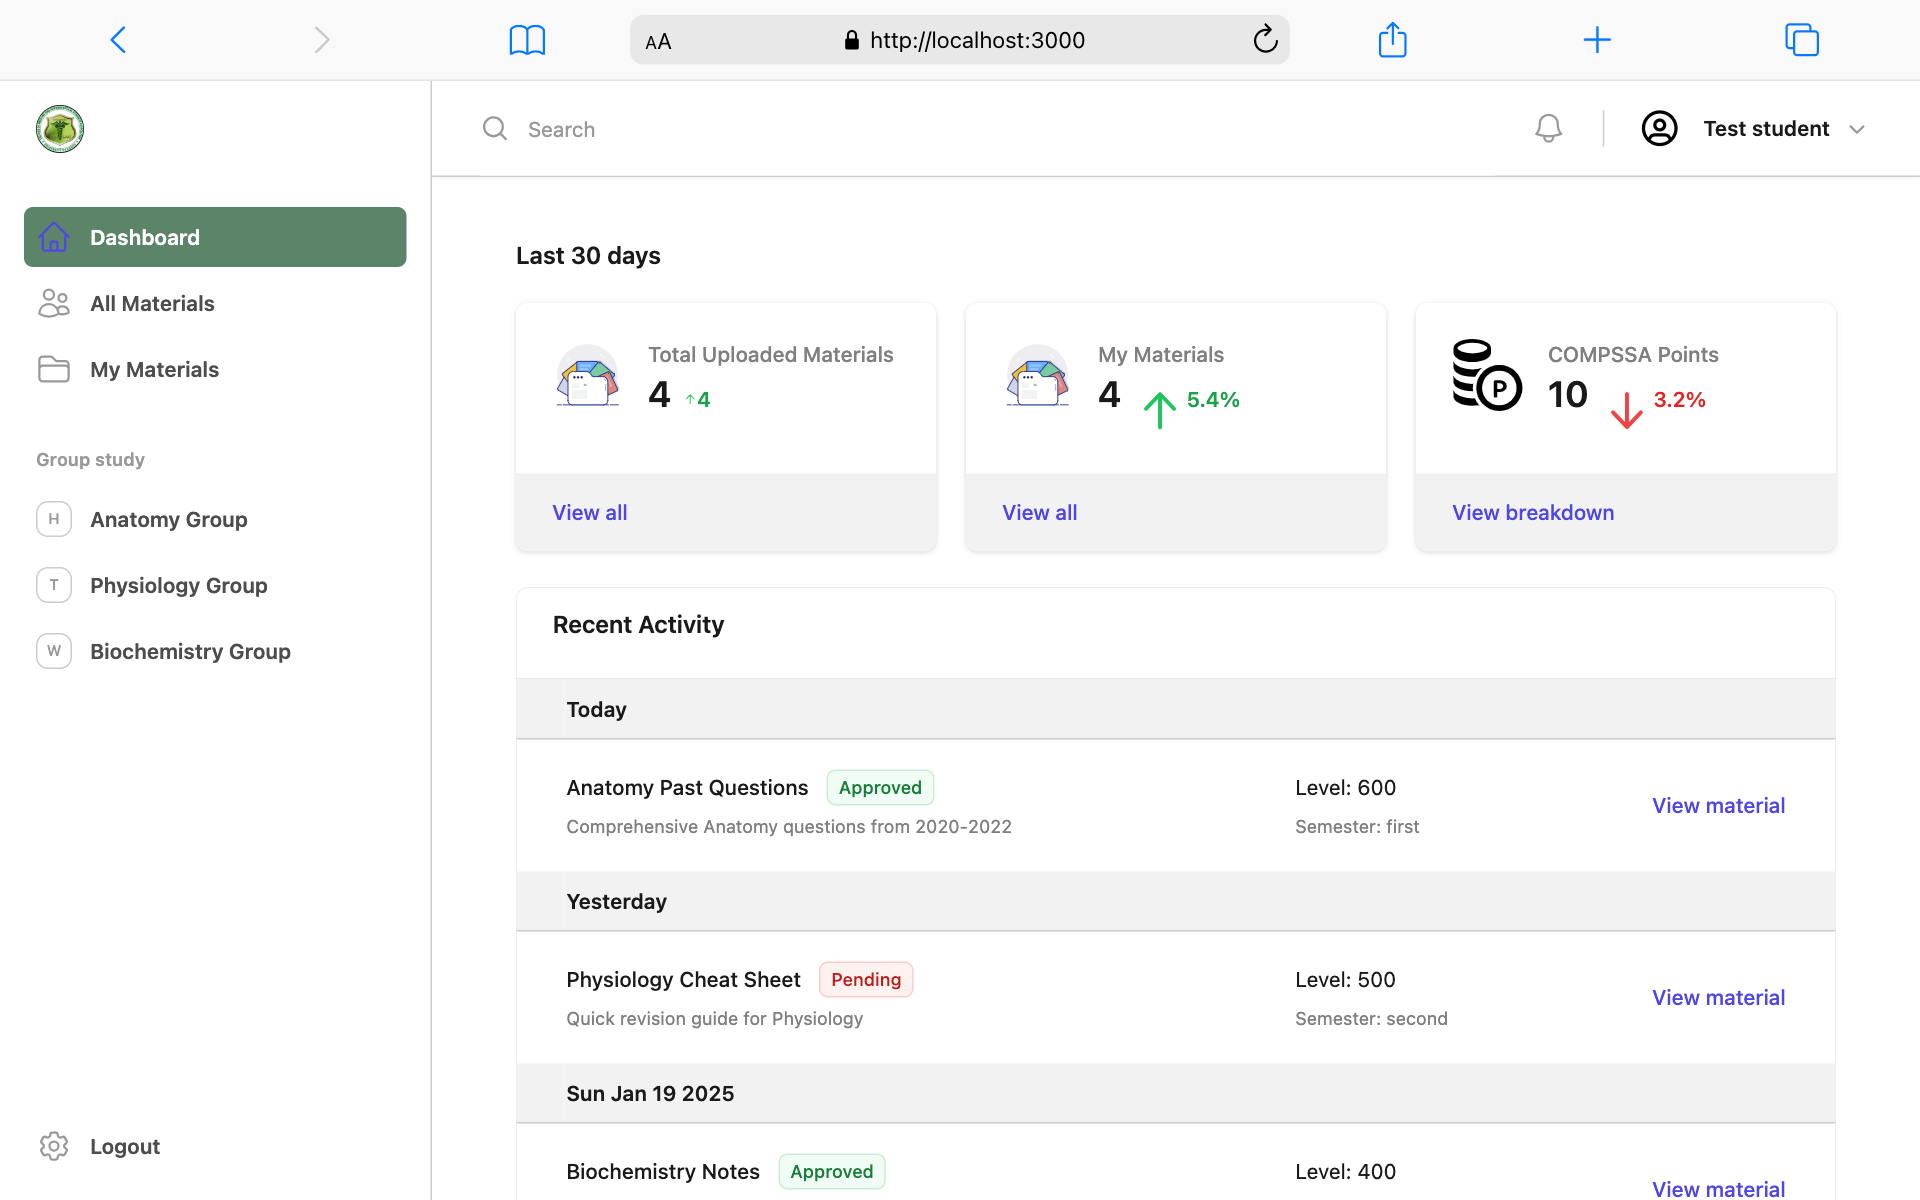 AA http://localhost:3000
Search
Test student
Dashboard
All Materials
My Materials
Group study
H Anatomy Group
T Physiology Group
W Biochemistry Group
Logout
Last 30 days
Total Uploaded Materials
4 ↑4
View all
My Materials
4 5.4%
View all
P
COMPSSA Points
10 3.2%
View breakdown
Recent Activity
Today
Anatomy Past Questions Approved
Comprehensive Anatomy questions from 2020-2022
Level: 600
Semester: first
View material
Yesterday
Physiology Cheat Sheet Pending
Quick revision guide for Physiology
Level: 500
Semester: second
View material
Sun Jan 19 2025
Biochemistry Notes Approved
Level: 400
View material